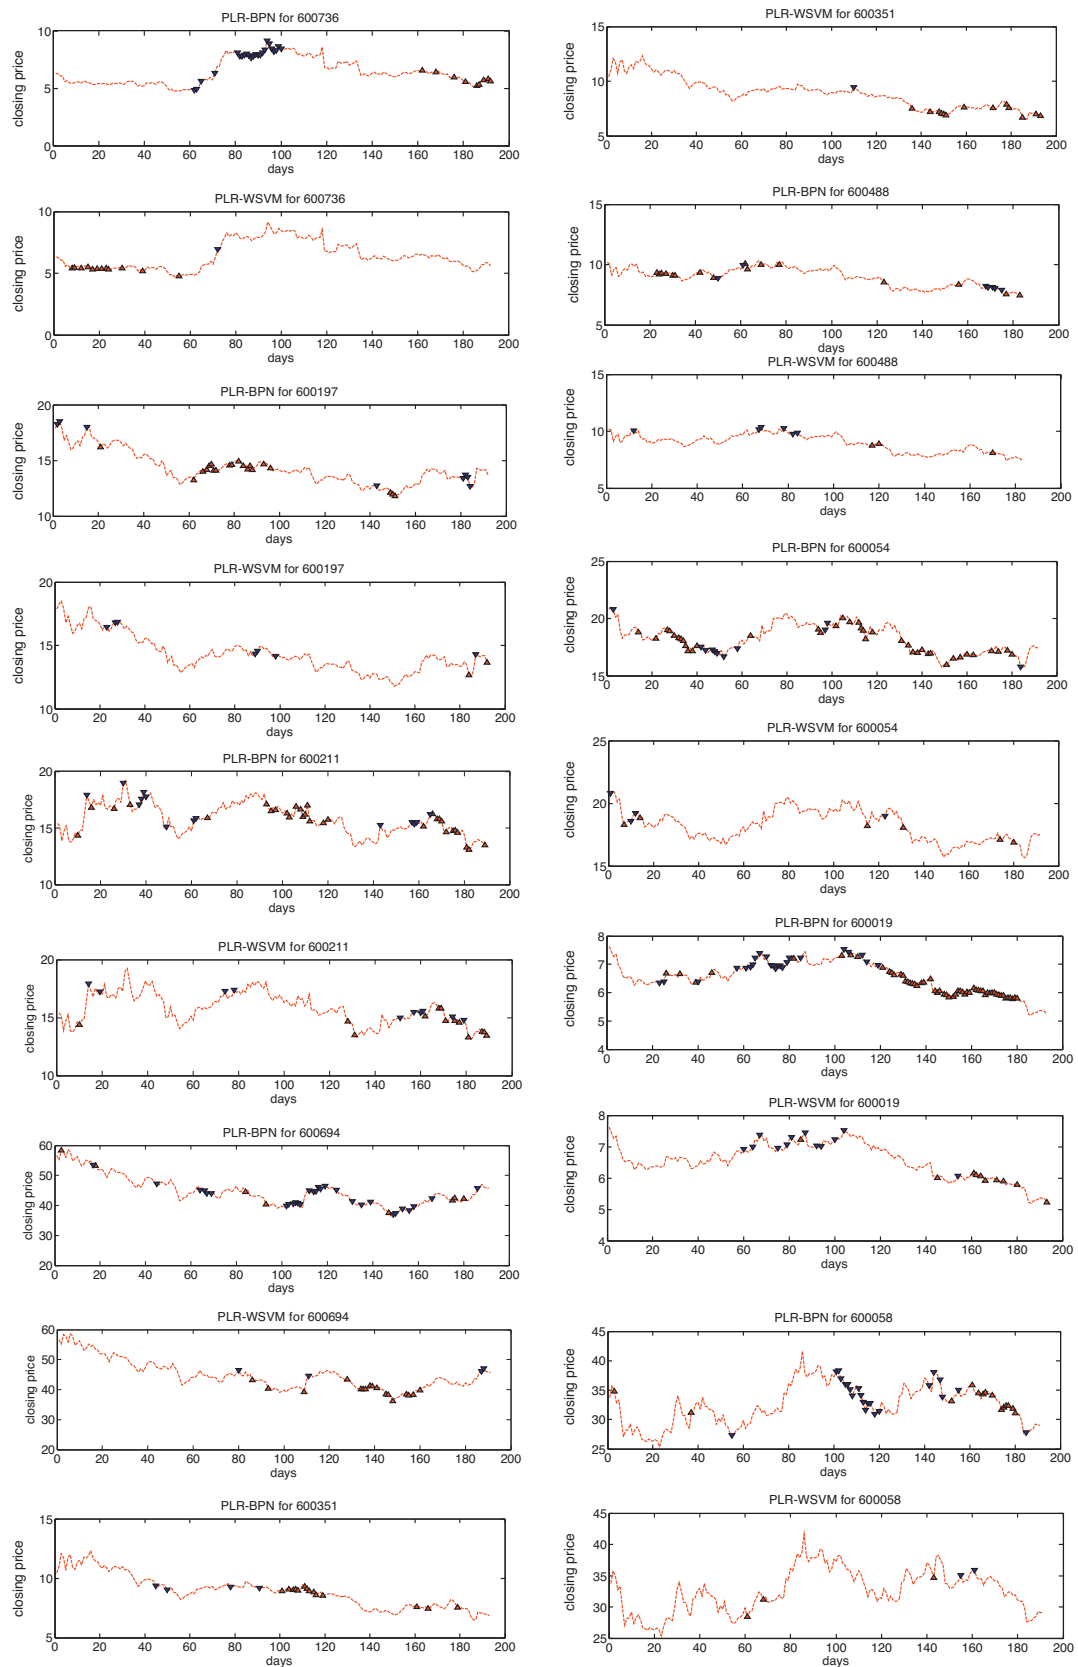 PLR-BPN for 600736
closing price
10
5
0
0 20 40 60 80 100 120 140 160 180 200
days
PLR-WSVM for 600736
closing price
10
5
0
0 20 40 60 80 100 120 140 160 180 200
days
PLR-BPN for 600197
closing price
20
15
10
0 20 40 60 80 100 120 140 160 180 200
days
PLR-WSVM for 600197
closing price
20
15
10
0 20 40 60 80 100 120 140 160 180 200
days
PLR-BPN for 600211
closing price
20
15
10
0 20 40 60 80 100 120 140 160 180 200
days
PLR-WSVM for 600211
closing price
20
15
10
0 20 40 60 80 100 120 140 160 180 200
days
PLR-BPN for 600694
closing price
60
50
40
30
20
0 20 40 60 80 100 120 140 160 180 200
days
PLR-WSVM for 600694
closing price
60
50
40
30
20
0 20 40 60 80 100 120 140 160 180 200
days
PLR-BPN for 600351
closing price
15
10
5
0 20 40 60 80 100 120 140 160 180 200
days
PLR-WSVM for 600351
closing price
15
10
5
0 20 40 60 80 100 120 140 160 180 200
days
PLR-BPN for 600488
closing price
15
10
5
0 20 40 60 80 100 120 140 160 180 200
days
PLR-WSVM for 600488
closing price
15
10
5
0 20 40 60 80 100 120 140 160 180 200
days
PLR-BPN for 600054
closing price
25
20
15
0 20 40 60 80 100 120 140 160 180 200
days
PLR-WSVM for 600054
closing price
25
20
15
0 20 40 60 80 100 120 140 160 180 200
days
PLR-BPN for 600019
closing price
8
7
6
5
4
0 20 40 60 80 100 120 140 160 180 200
days
PLR-WSVM for 600019
closing price
8
7
6
5
4
0 20 40 60 80 100 120 140 160 180 200
days
PLR-BPN for 600058
closing price
45
40
35
30
25
0 20 40 60 80 100 120 140 160 180 200
days
PLR-WSVM for 600058
closing price
45
40
35
30
25
0 20 40 60 80 100 120 140 160 180 200
days